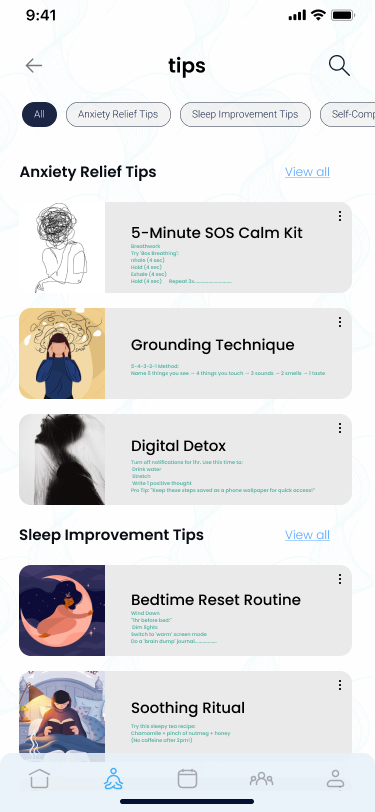 9:41
tips
All
Anxiety Relief Tips
Sleep Improvement Tips
Self-Comp
Anxiety Relief Tips
View all
5-Minute SOS Calm Kit
Breathwork
Try "Box Breathing":
nhale (4 sec)
Hold (4 sec)
Exhale (4 sec)
Hold (4 sec) Repeat 3x
Grounding Technique
5-4-3-2-1 Method:
Name 5 things you see → 4 things you touch → 3 sounds → 2 smells → 1 taste
Digital Detox
Turn off notifications for 1hr. Use this time to:
Drink water
Stretch
Write 1 positive thought
Pro Tip: "Keep these steps saved as a phone wallpaper for quick access!"
Sleep Improvement Tips
View all
Bedtime Reset Routine
Wind Down
"1hr before bed:"
Dim lights
Switch to 'warm' screen mode
Do a 'brain dump' journal
Soothing Ritual
Try this sleepy tea recipe:
Chamomile + pinch of nutmeg + honey
(No caffeine after 2pm!)